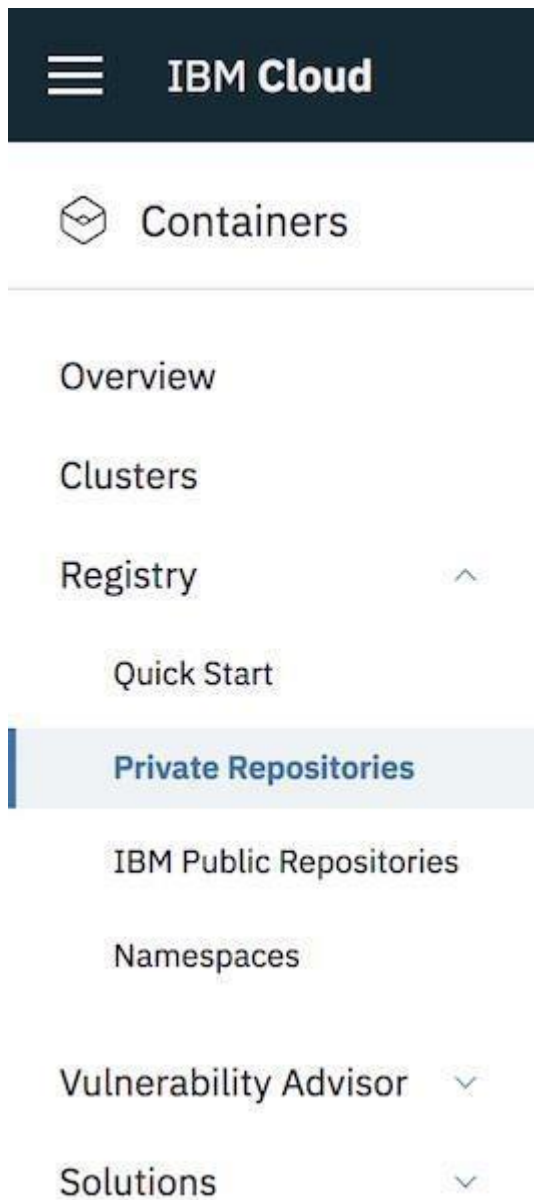 IBM Cloud
Containers
Overview
Clusters
Registry
Quick Start
Private Repositories
IBM Public Repositories
Namespaces
Vulnerability Advisor
Solutions